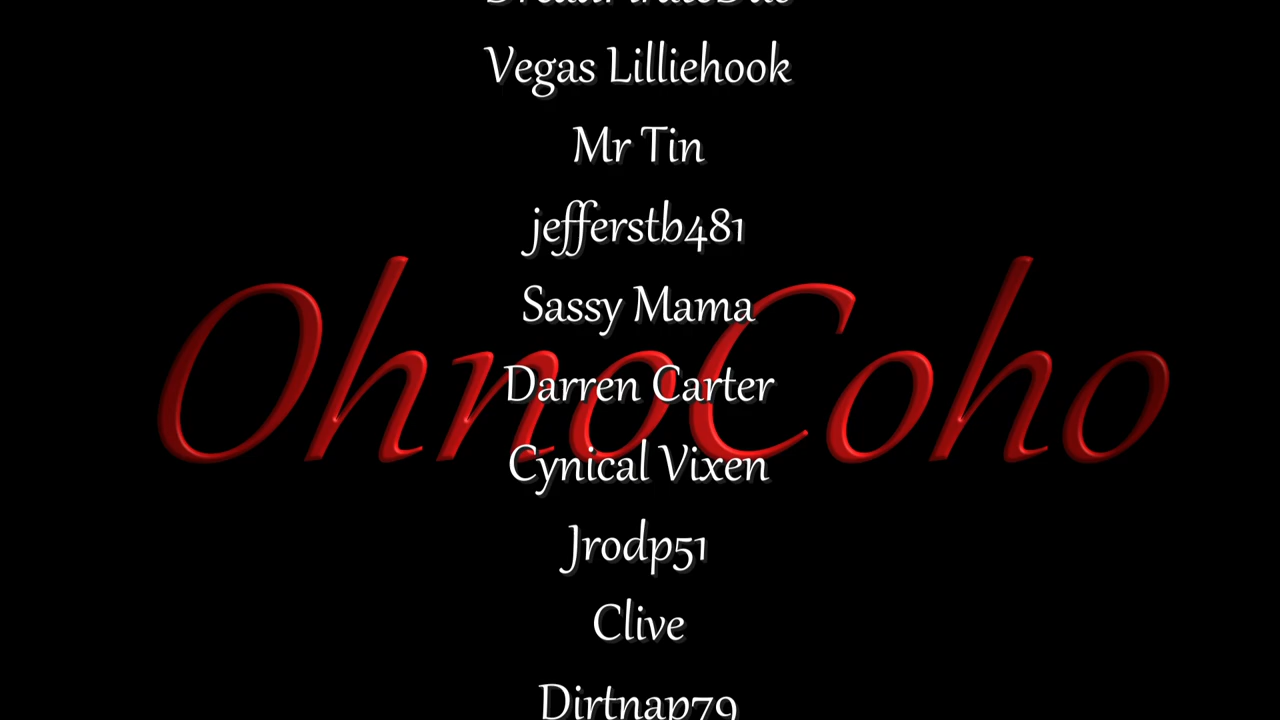 Vegas Lilliehook
Mr Tin
jefferstb481
Sassy Mama
OhnoCoho
Darren Carter
Cynical Vixen
Jrodp51
Clive
Dirtnap79